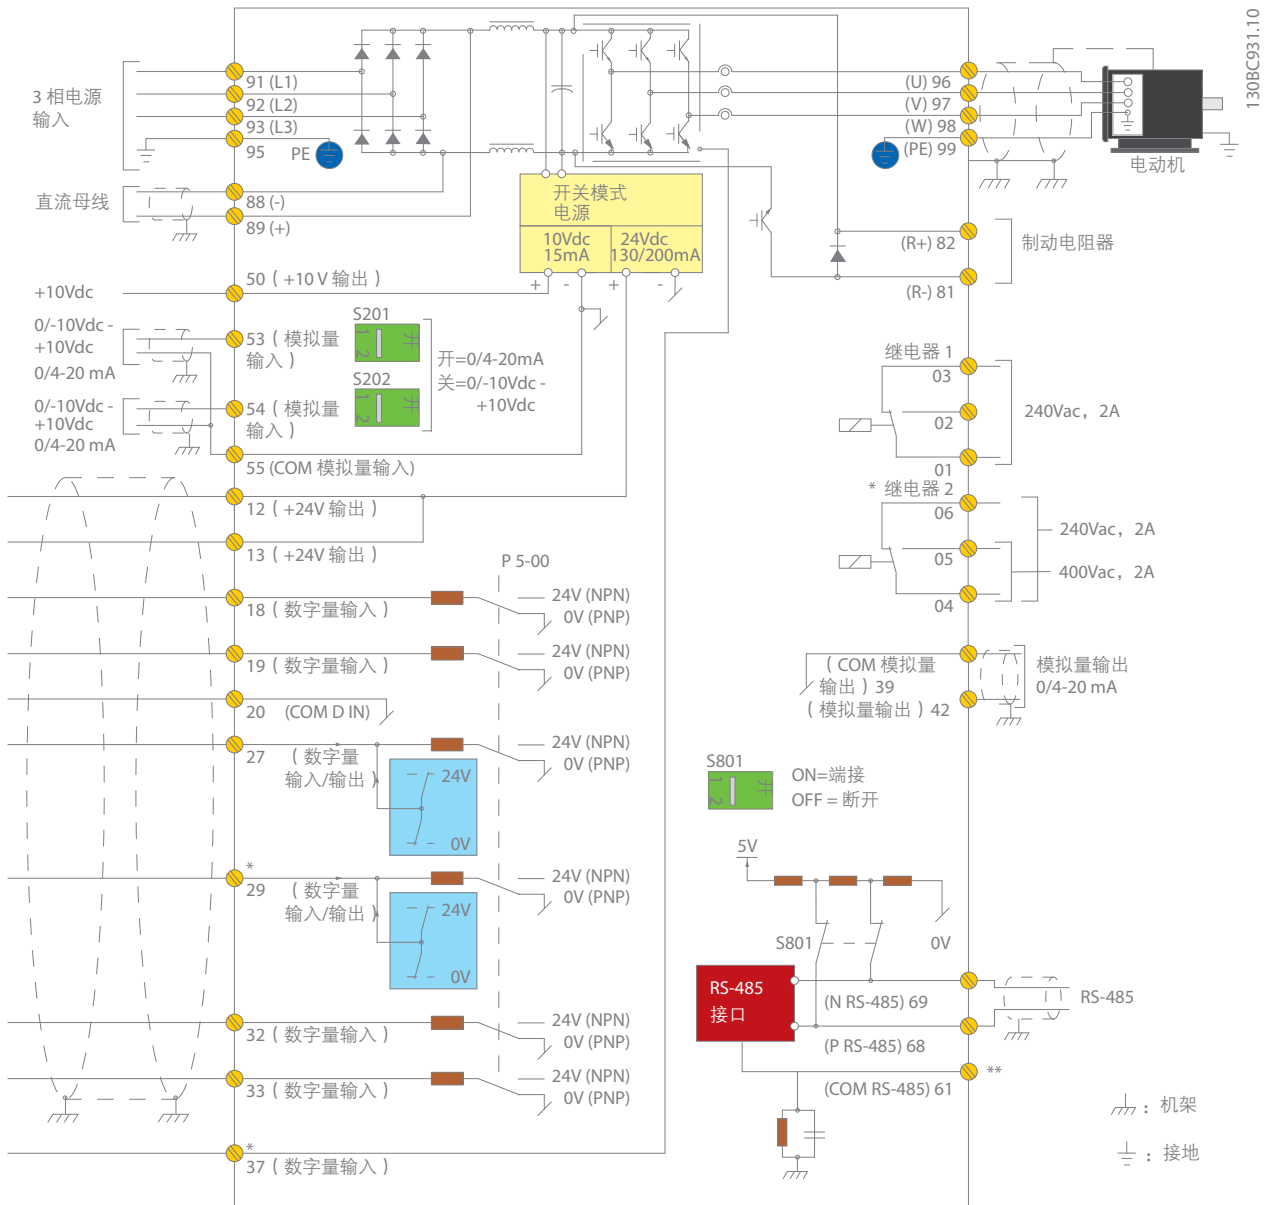 130BC931.10
3 相电源
输入
91 (L1)
92 (L2)
93 (L3)
95
PE
直流母线
88 (-)
89 (+)
开关模式
电源
10Vdc
15mA
24Vdc
130/200mA
+ - + -
(U) 96
(V) 97
(W) 98
(PE) 99
电动机
(R+) 82
制动电阻器
(R-) 81
+10Vdc
50（+10 V 输出）
0/-10Vdc -
+10Vdc
0/4-20 mA
53（模拟量
输入）
S201
1
2
开
开=0/4-20mA
关=0/-10Vdc -
+10Vdc
S202
1
2
开
0/-10Vdc -
+10Vdc
0/4-20 mA
54（模拟量
输入）
55 (COM 模拟量输入)
12（+24V 输出）
13（+24V 输出）
继电器 1
03
02
01
240Vac，2A
* 继电器 2
06
05
04
240Vac，2A
400Vac，2A
P 5-00
18（数字量输入）
24V (NPN)
0V (PNP)
19（数字量输入）
24V (NPN)
0V (PNP)
20 (COM D IN)
27（数字量
输入/输出）
24V (NPN)
0V (PNP)
24V
0V
*
29（数字量
输入/输出）
24V (NPN)
0V (PNP)
24V
0V
32（数字量输入）
24V (NPN)
0V (PNP)
33（数字量输入）
24V (NPN)
0V (PNP)
*
37（数字量输入）
（COM 模拟量
输出）39
（模拟量输出）42
模拟量输出
0/4-20 mA
S801
1
2
开
ON=端接
OFF = 断开
5V
S801
0V
RS-485
接口
(N RS-485) 69
RS-485
(P RS-485) 68
(COM RS-485) 61
**
：机架
：接地